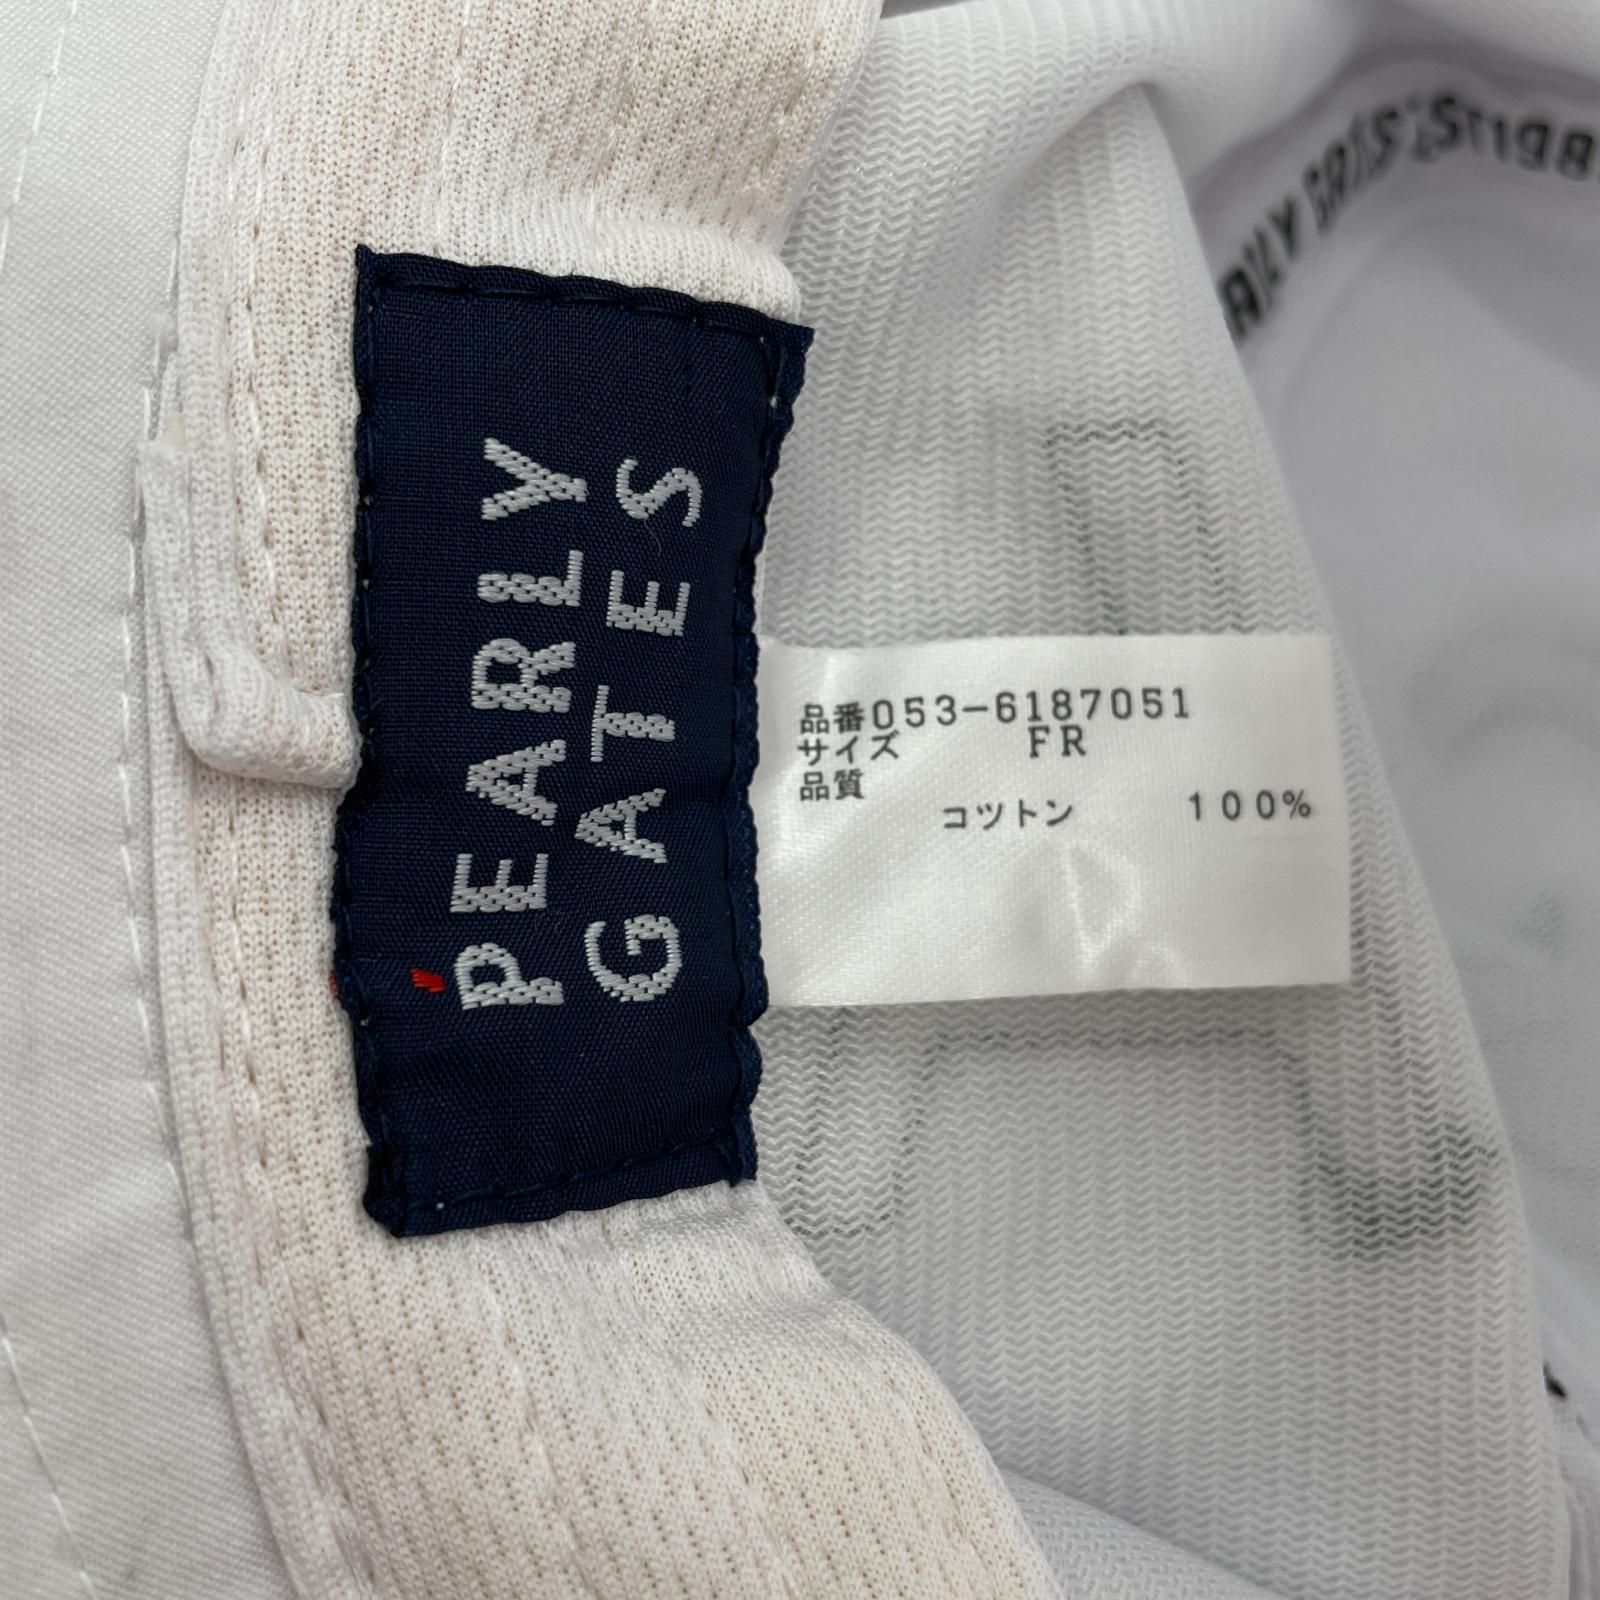 PEARLY
GATES
品番053-6187051
サイズ FR
品質
コツトン 100%